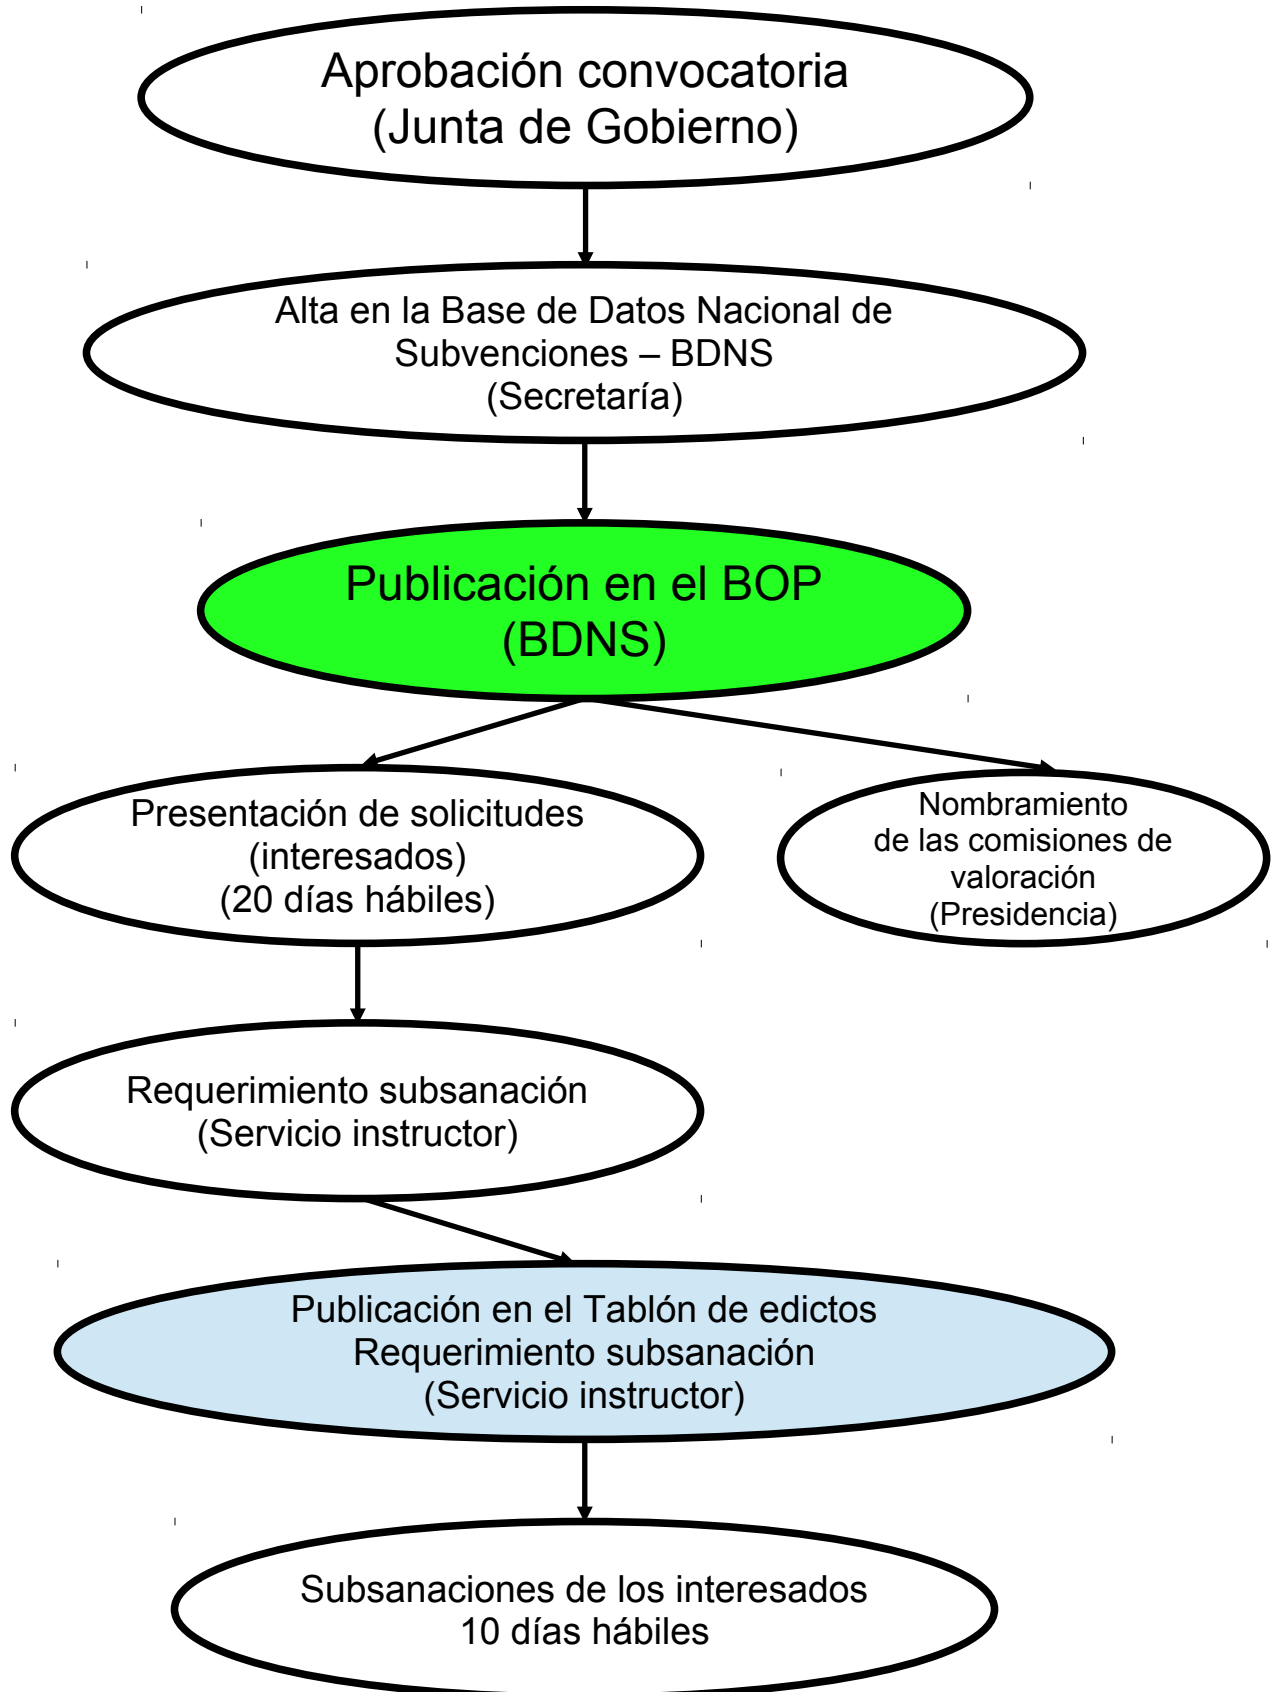 Aprobación convocatoria
(Junta de Gobierno)
Alta en la Base de Datos Nacional de
Subvenciones – BDNS
(Secretaría)
Publicación en el BOP
(BDNS)
Presentación de solicitudes
(interesados)
(20 días hábiles)
Nombramiento
de las comisiones de
valoración
(Presidencia)
Requerimiento subsanación
(Servicio instructor)
Publicación en el Tablón de edictos
Requerimiento subsanación
(Servicio instructor)
Subsanaciones de los interesados
10 días hábiles